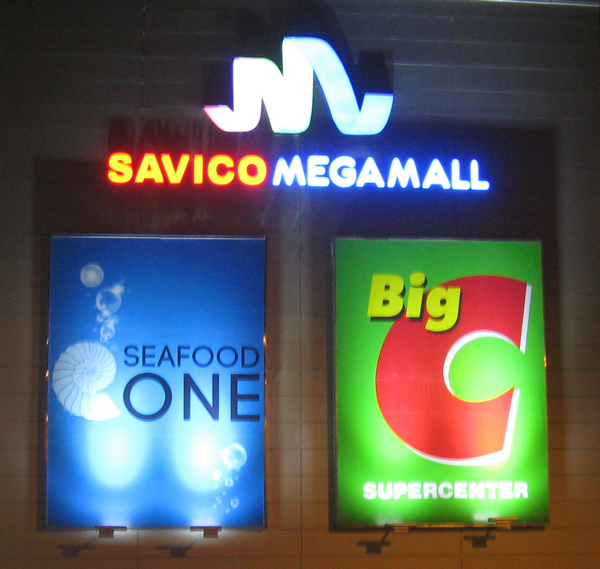 SAVICO MEGAMALL
SEAFOOD
ONE
Big
C
SUPERCENTER